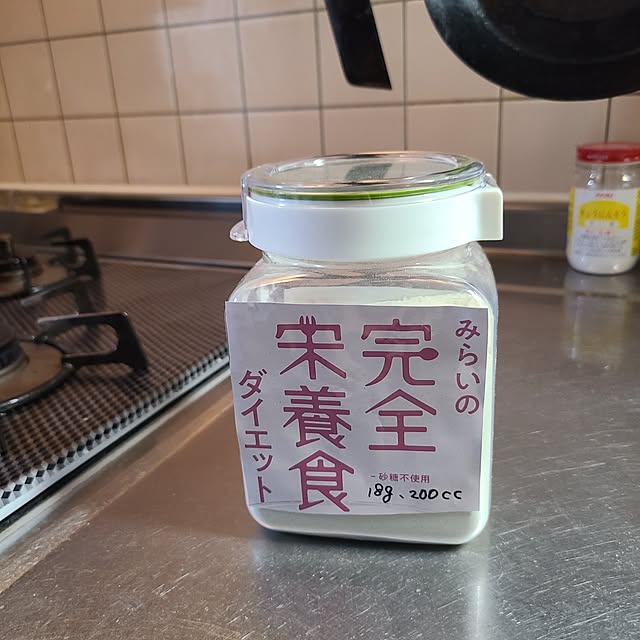 みらいの
完全
栄養食
ダイエット
-砂糖不使用
18g、200cc